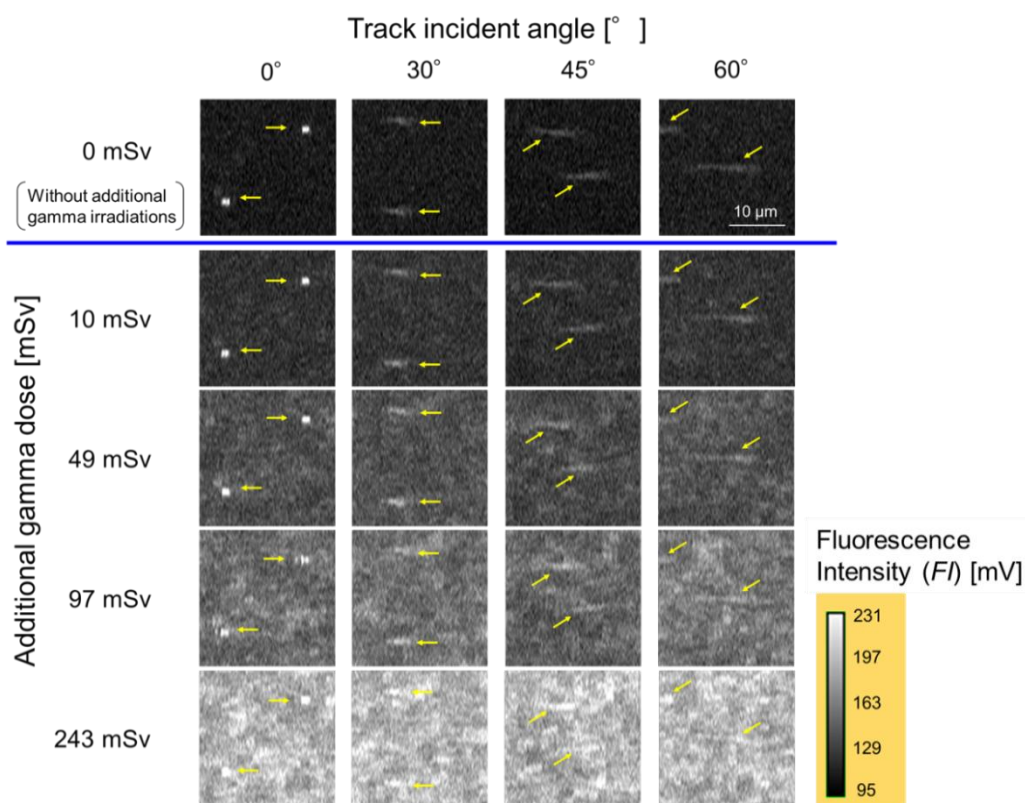 Track incident angle [° ]
0° 30° 45° 60°
0 mSv
Without additional
gamma irradiations
10 µm
Additional gamma dose [mSv]
10 mSv
49 mSv
97 mSv
243 mSv
Fluorescence
Intensity (FI) [mV]
231
197
163
129
95